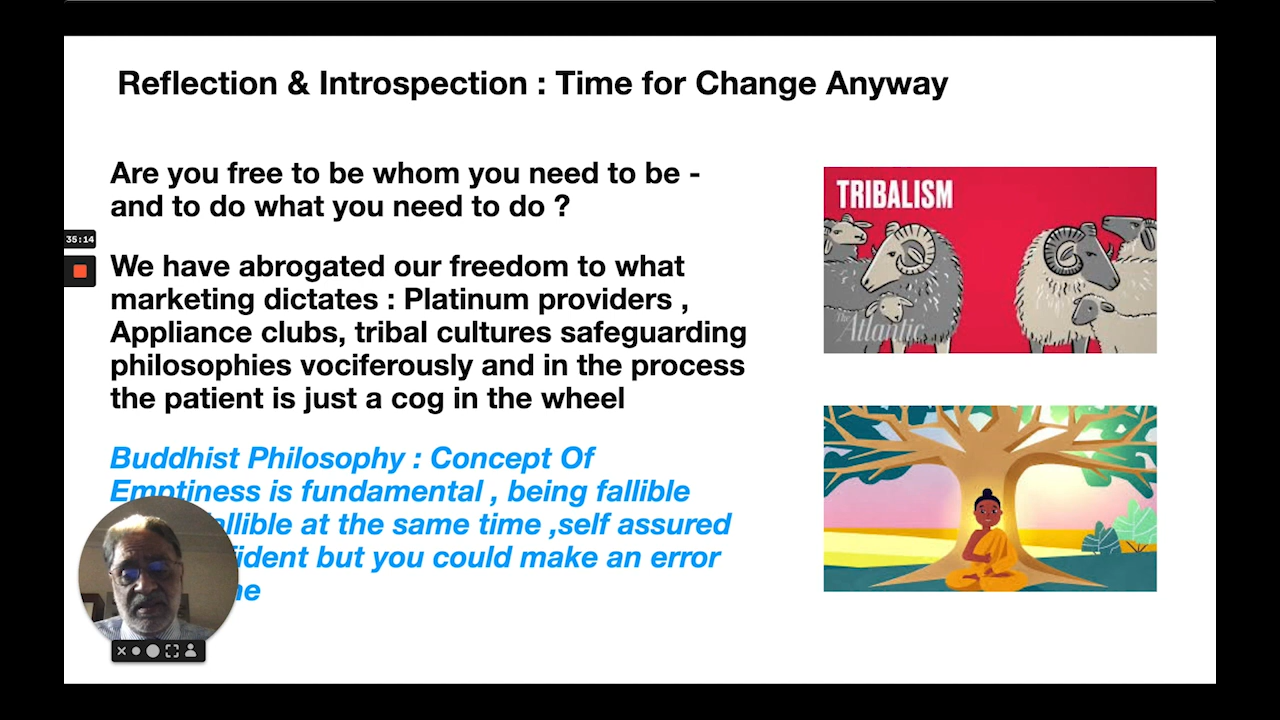 Reflection & Introspection : Time for Change Anyway
Are you free to be whom you need to be -
and to do what you need to do ?
We have abrogated our freedom to what
marketing dictates : Platinum providers ,
Appliance clubs, tribal cultures safeguarding
philosophies vociferously and in the process
the patient is just a cog in the wheel
Buddhist Philosophy : Concept Of
Emptiness is fundamental , being fallible
at the same time ,self assured
but you could make an error
35:14
TRIBALISM
The
Atlantic